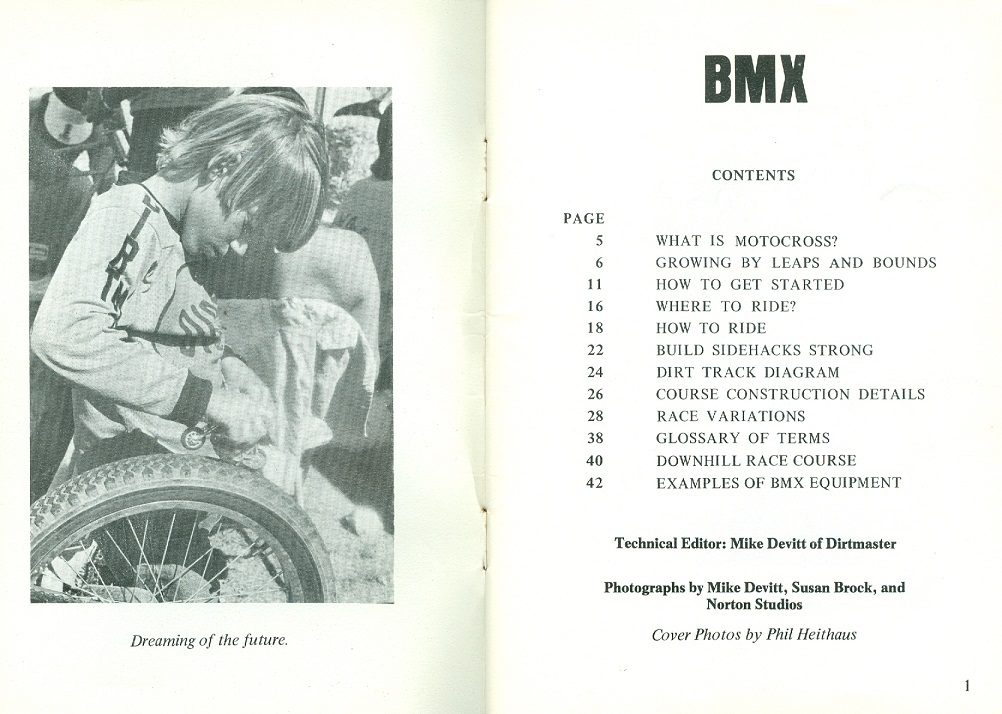 Dreaming of the future.
BMX
CONTENTS
PAGE
5 WHAT IS MOTOCROSS?
6 GROWING BY LEAPS AND BOUNDS
11 HOW TO GET STARTED
16 WHERE TO RIDE?
18 HOW TO RIDE
22 BUILD SIDEHACKS STRONG
24 DIRT TRACK DIAGRAM
26 COURSE CONSTRUCTION DETAILS
28 RACE VARIATIONS
38 GLOSSARY OF TERMS
40 DOWNHILL RACE COURSE
42 EXAMPLES OF BMX EQUIPMENT
Technical Editor: Mike Devitt of Dirtmaster
Photographs by Mike Devitt, Susan Brock, and
Norton Studios
Cover Photos by Phil Heithaus
1